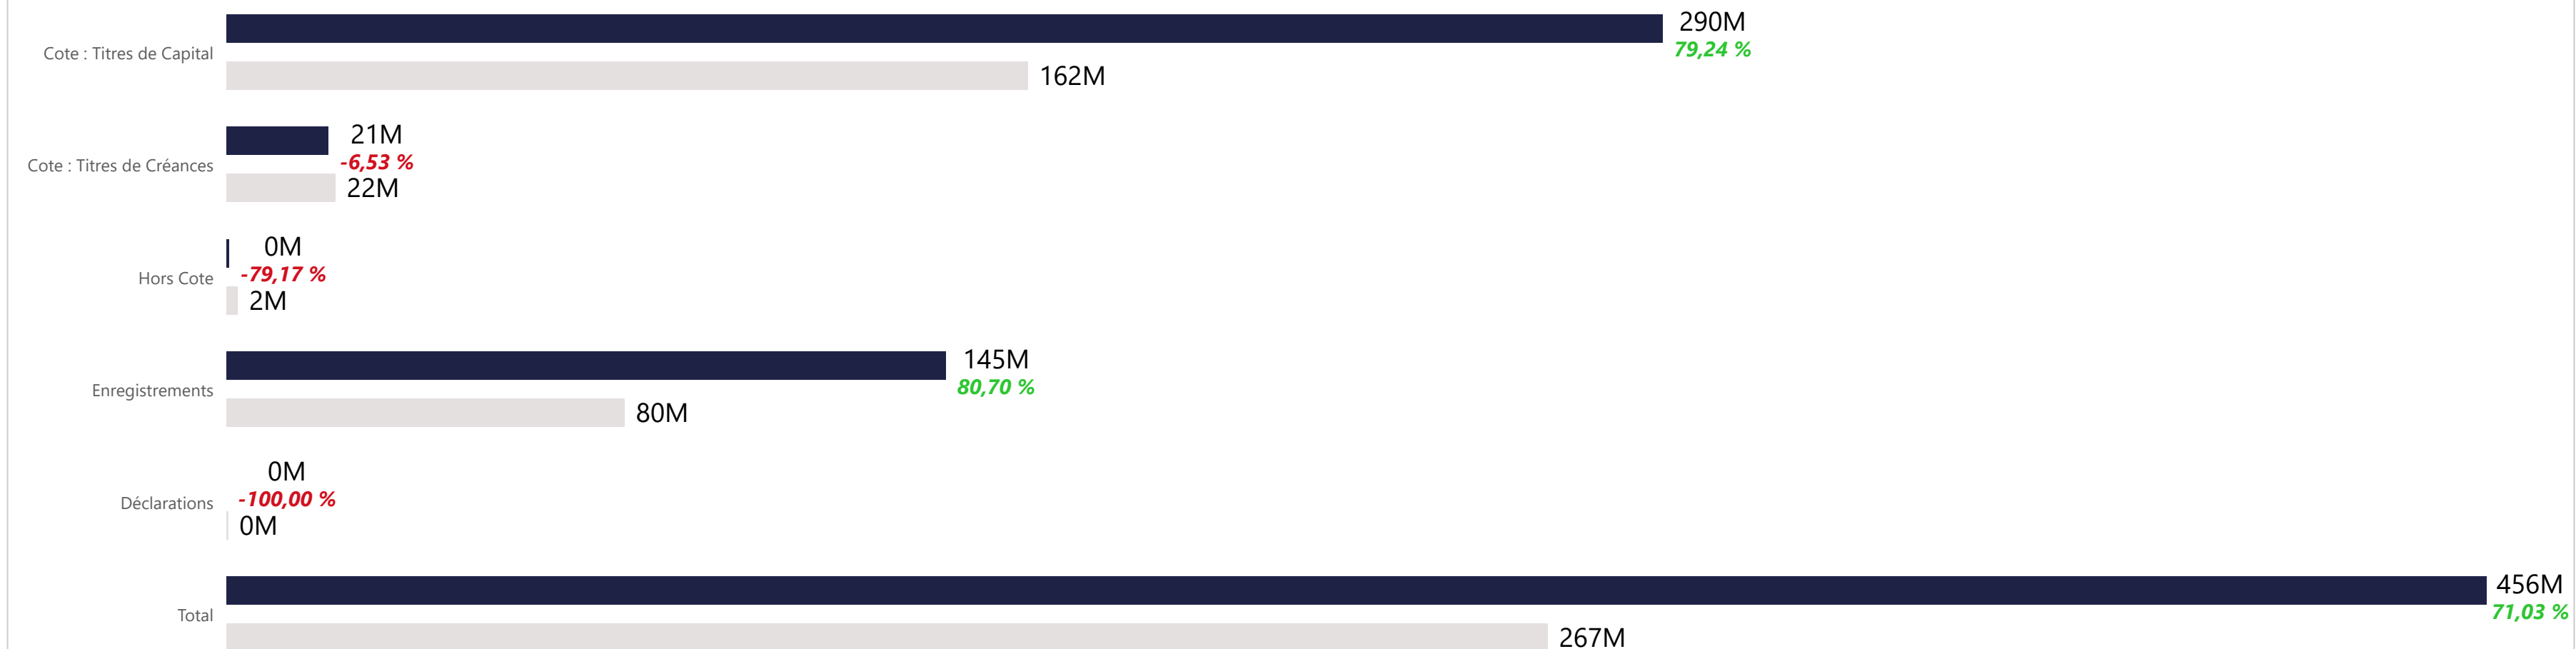 290M
79,24 %
Cote : Titres de Capital
162M
21M
-6,53 %
Cote : Titres de Créances
22M
0M
-79,17 %
Hors Cote
2M
145M
80,70 %
Enregistrements
80M
0M
-100,00 %
Déclarations
0M
456M
71,03 %
Total
267M